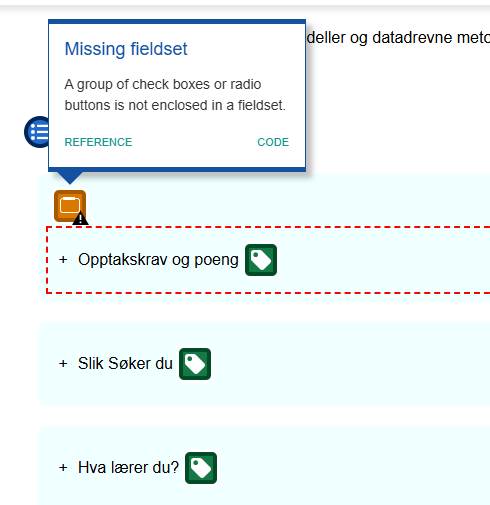 Missing fieldset
deller og datadrevne meto
A group of check boxes or radio
buttons is not enclosed in a fieldset.
REFERENCE CODE
+ Opptakskrav og poeng
+ Slik Søker du
+ Hva lærer du?